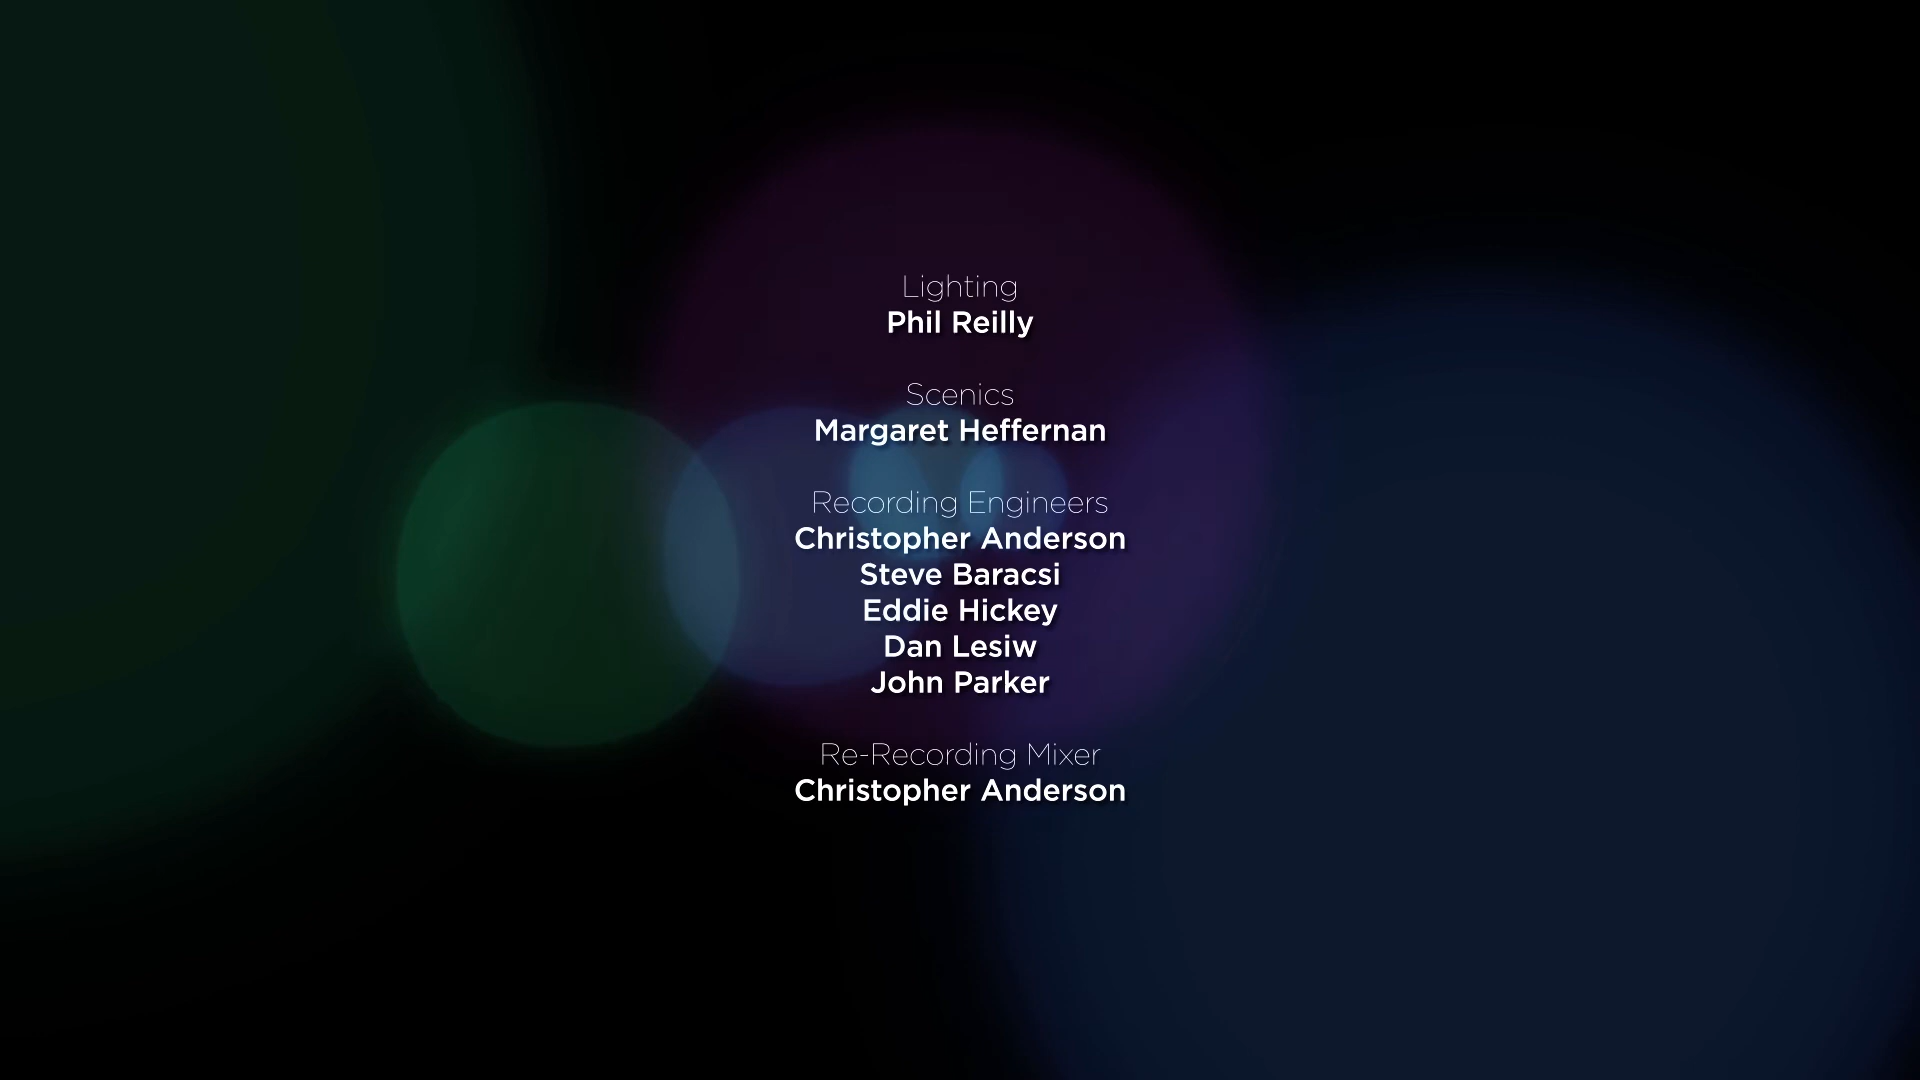 Lighting
Phil Reilly
Scenics
Margaret Heffernan
Recording Engineers
Christopher Anderson
Steve Baracsi
Eddie Hickey
Dan Lesiw
John Parker
Re-Recording Mixer
Christopher Anderson